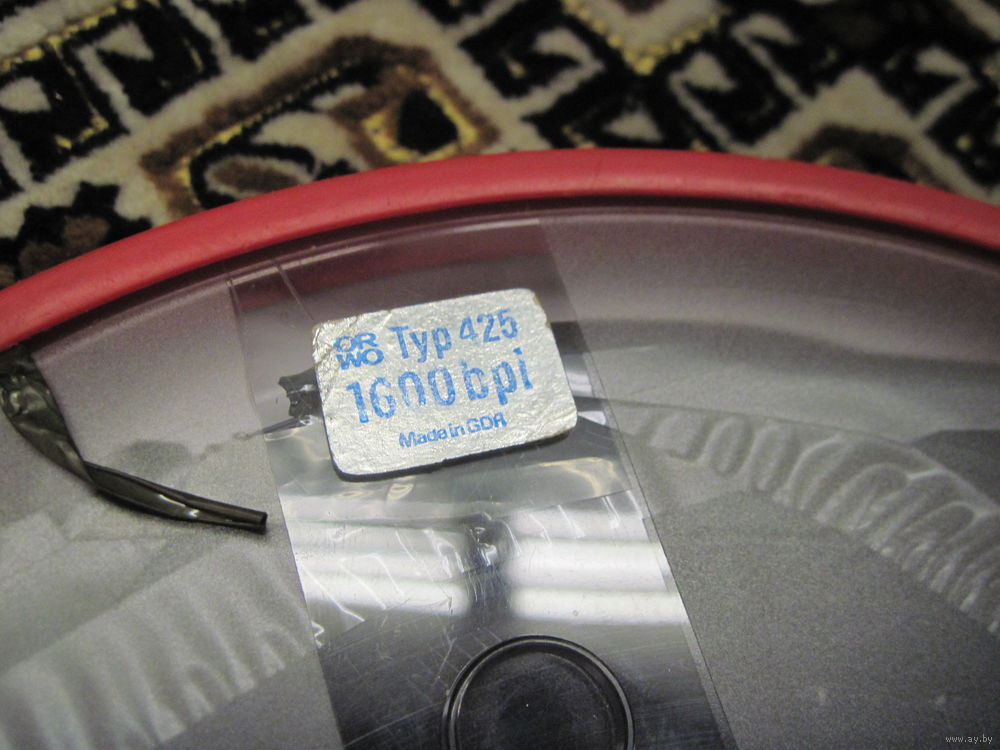 ORWO Typ 425
1600 bpi
Made in GDR
www.ay.by